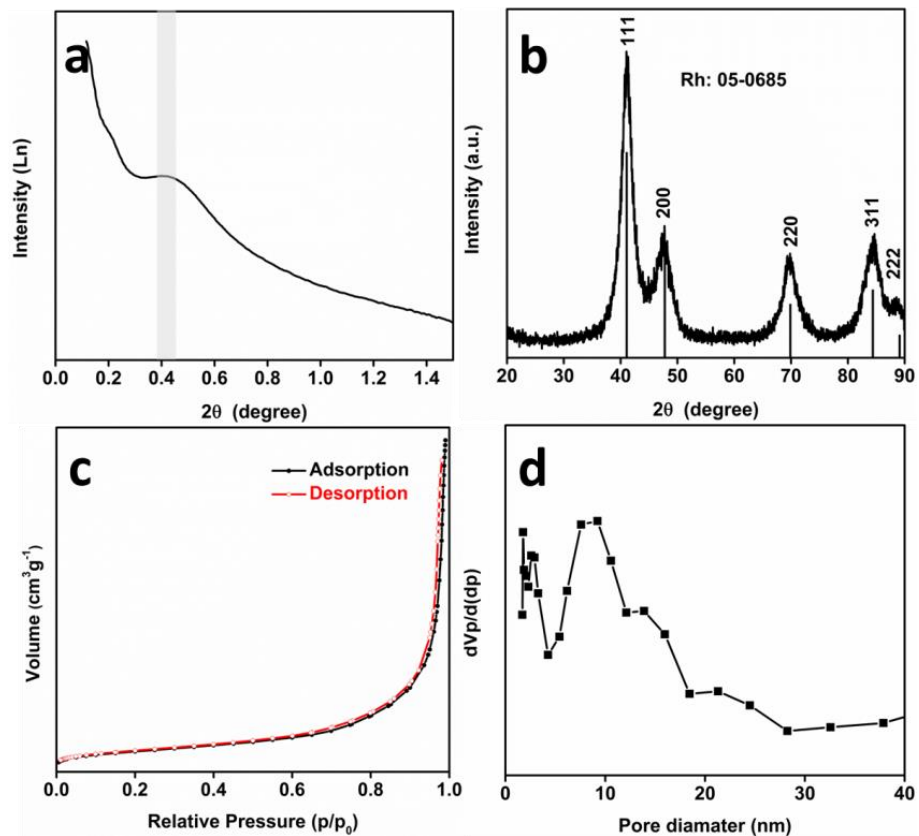 a
Intensity (Ln)
0.0 0.2 0.4 0.6 0.8 1.0 1.2 1.4
2θ (degree)
b
Rh: 05-0685
111
200
220
311
222
Intensity (a.u.)
20 30 40 50 60 70 80 90
2θ (degree)
c
Adsorption
Desorption
Volume (cm³g⁻¹)
0.0 0.2 0.4 0.6 0.8 1.0
Relative Pressure (p/p₀)
d
dVp/d(dp)
0 10 20 30 40
Pore diamater (nm)